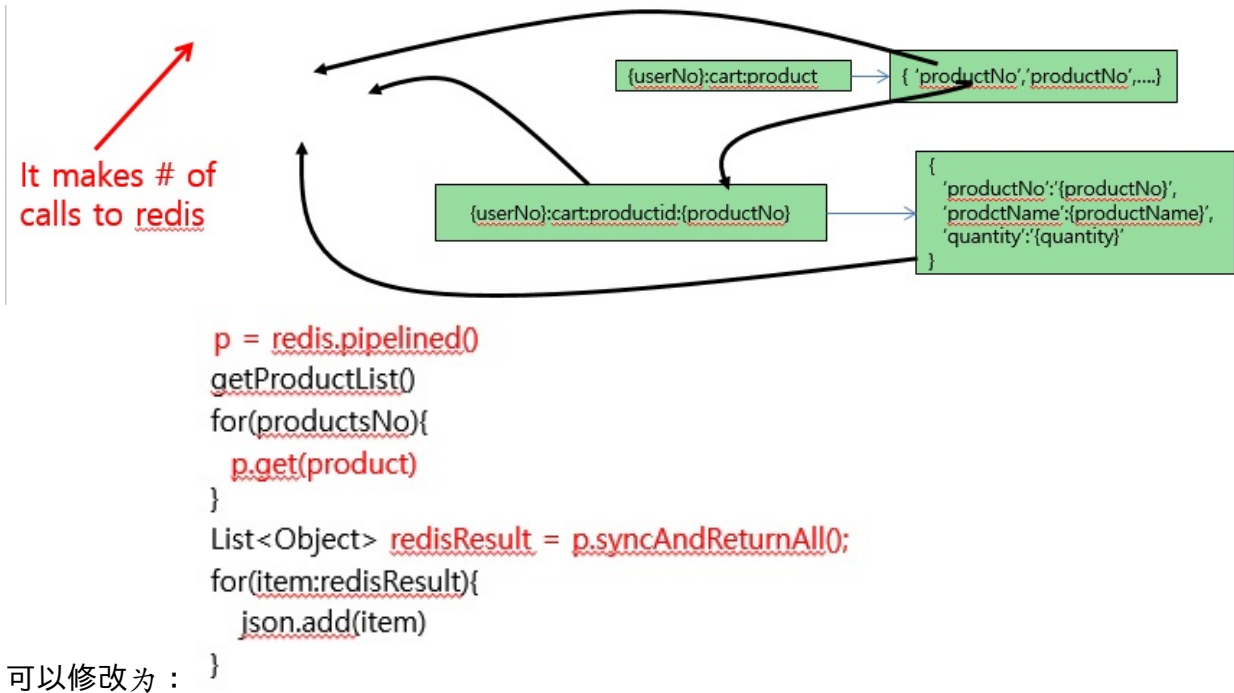 {userNo}:cart:product
{ 'productNo','productNo',....}
It makes # of
calls to redis
{userNo}:cart:productid:{productNo}
{
'productNo':'{productNo}',
'prodctName':{productName}',
'quantity':'{quantity}'
}
p = redis.pipelined()
getProductList()
for(productsNo){
p.get(product)
}
List<Object> redisResult = p.syncAndReturnAll();
for(item:redisResult){
json.add(item)
}
可以修改为：